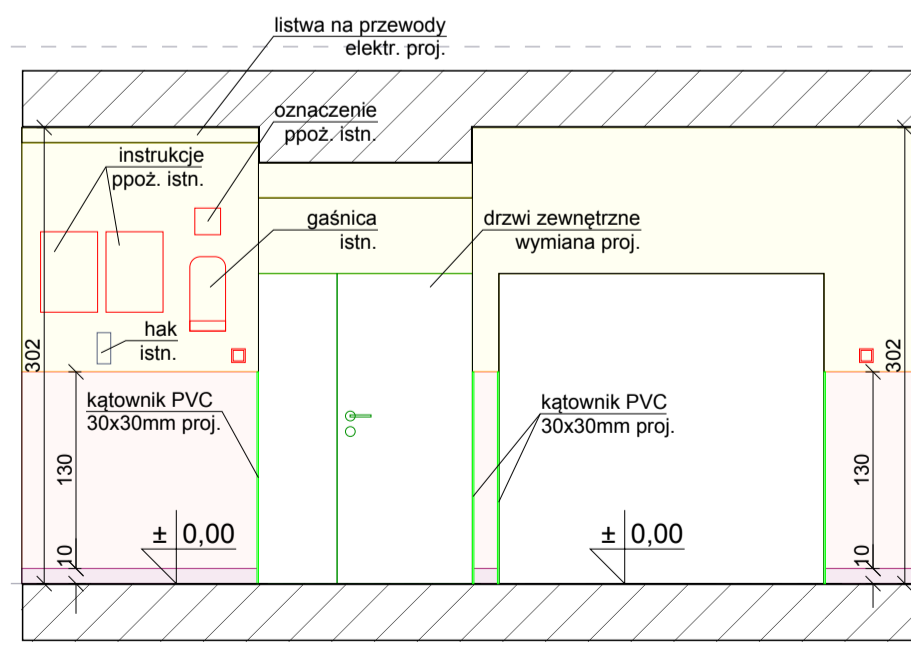 listwa na przewody
elektr. proj.
oznaczenie
ppoż. istn.
instrukcje
ppoż. istn.
gaśnica
istn.
drzwi zewnętrzne
wymiana proj.
hak
istn.
302
302
kątownik PVC
30x30mm proj.
kątownik PVC
30x30mm proj.
130
130
± 0,00
± 0,00
10
10